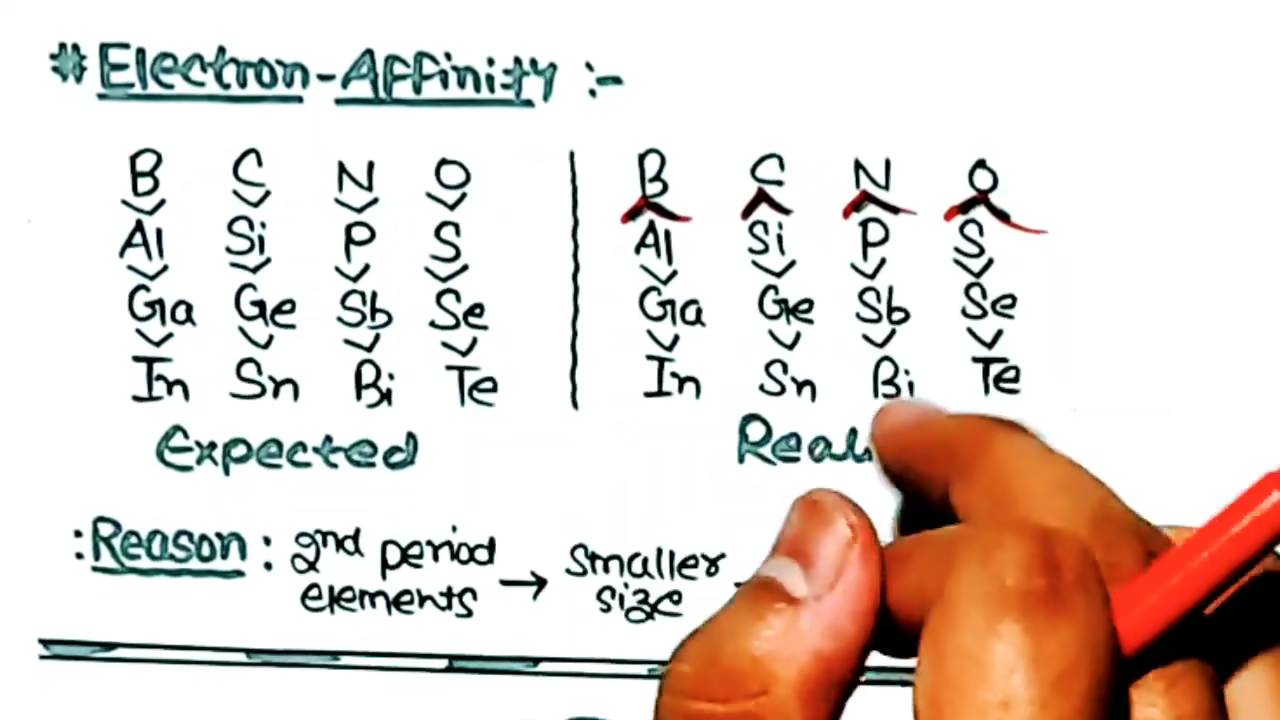 # Electron-Affinity :-
B C N O B C N O
Al Si P S Al Si P S
Ga Ge Sb Se Ga Ge Sb Se
In Sn Bi Te In Sn Bi Te
Expected
:Reason: 2nd period elements → smaller size